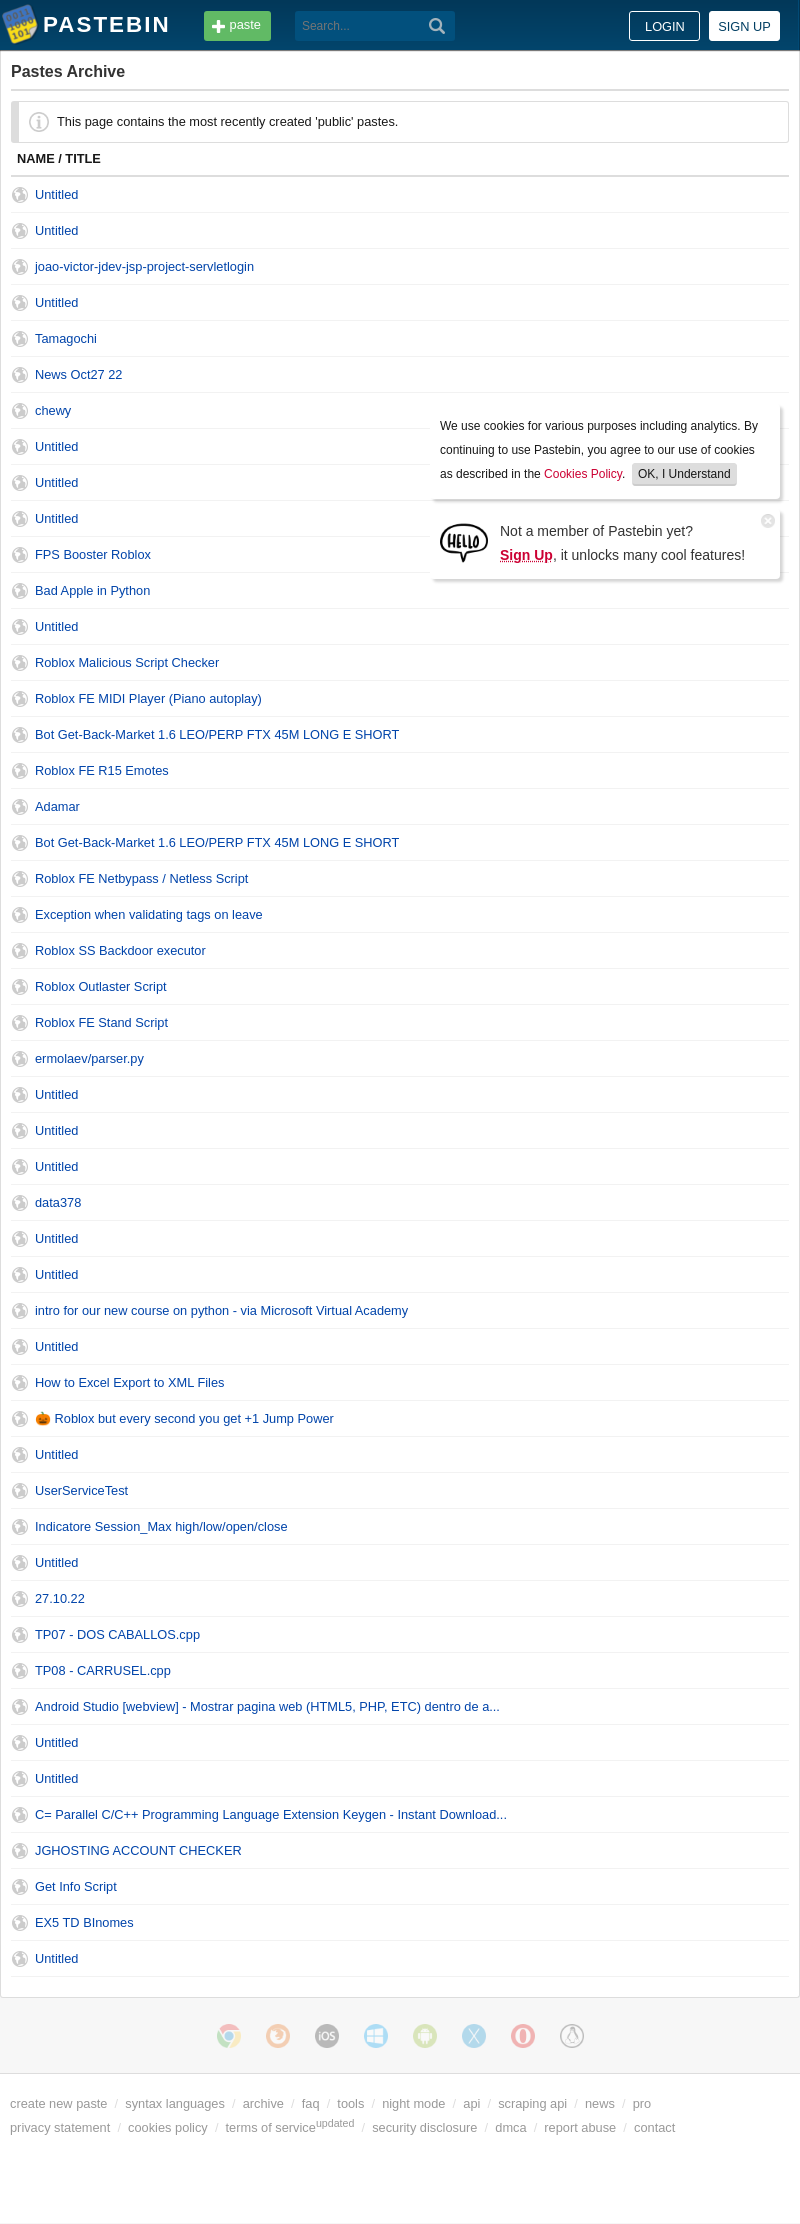 PASTEBIN
paste
Search...
LOGIN
SIGN UP
Pastes Archive
This page contains the most recently created 'public' pastes.
NAME / TITLE
Untitled
Untitled
joao-victor-jdev-jsp-project-servletlogin
Untitled
Tamagochi
News Oct27 22
chewy
Untitled
Untitled
Untitled
FPS Booster Roblox
Bad Apple in Python
Untitled
Roblox Malicious Script Checker
Roblox FE MIDI Player (Piano autoplay)
Bot Get-Back-Market 1.6 LEO/PERP FTX 45M LONG E SHORT
Roblox FE R15 Emotes
Adamar
Bot Get-Back-Market 1.6 LEO/PERP FTX 45M LONG E SHORT
Roblox FE Netbypass / Netless Script
Exception when validating tags on leave
Roblox SS Backdoor executor
Roblox Outlaster Script
Roblox FE Stand Script
ermolaev/parser.py
Untitled
Untitled
Untitled
data378
Untitled
Untitled
intro for our new course on python - via Microsoft Virtual Academy
Untitled
How to Excel Export to XML Files
🎃 Roblox but every second you get +1 Jump Power
Untitled
UserServiceTest
Indicatore Session_Max high/low/open/close
Untitled
27.10.22
TP07 - DOS CABALLOS.cpp
TP08 - CARRUSEL.cpp
Android Studio [webview] - Mostrar pagina web (HTML5, PHP, ETC) dentro de a...
Untitled
Untitled
C= Parallel C/C++ Programming Language Extension Keygen - Instant Download...
JGHOSTING ACCOUNT CHECKER
Get Info Script
EX5 TD BInomes
Untitled
We use cookies for various purposes including analytics. By
continuing to use Pastebin, you agree to our use of cookies
as described in the Cookies Policy. OK, I Understand
HELLO
Not a member of Pastebin yet?
Sign Up, it unlocks many cool features!
iOS
create new paste / syntax languages / archive / faq / tools / night mode / api / scraping api / news / pro
privacy statement / cookies policy / terms of service updated / security disclosure / dmca / report abuse / contact